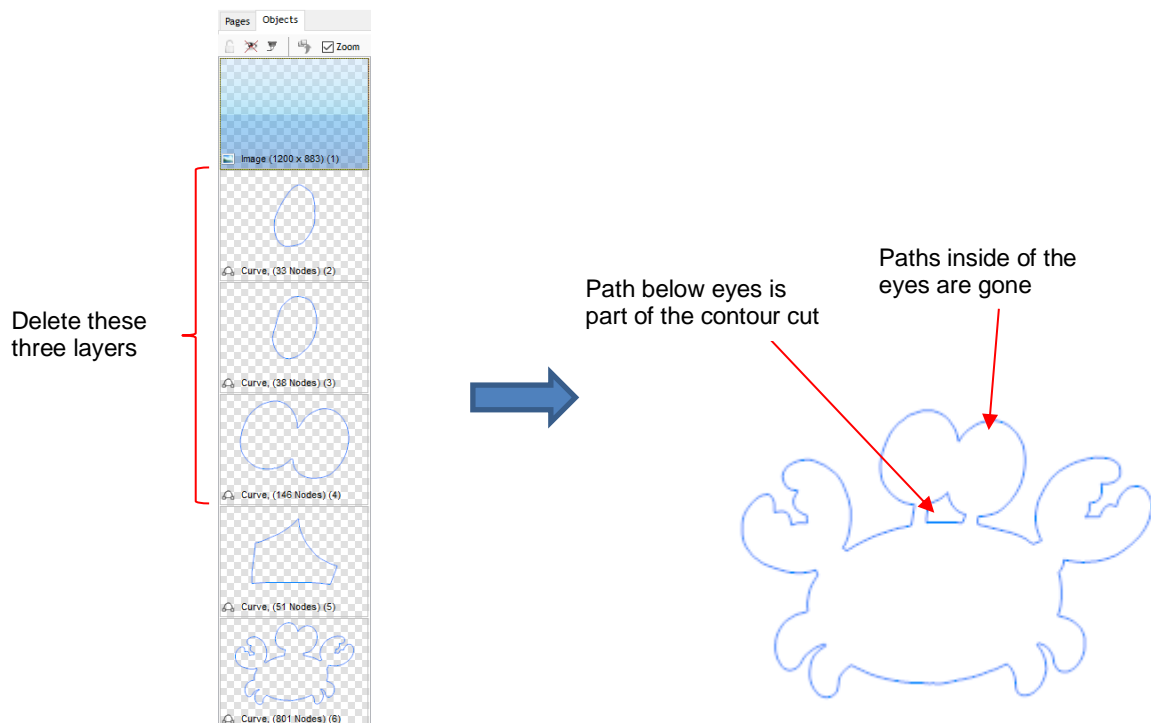 Pages Objects
Zoom
Image (1200 x 883) (1)
Curve, (33 Nodes) (2)
Curve, (38 Nodes) (3)
Curve, (146 Nodes) (4)
Curve, (51 Nodes) (5)
Curve, (801 Nodes) (6)
Delete these
three layers
Path below eyes is
part of the contour cut
Paths inside of the
eyes are gone